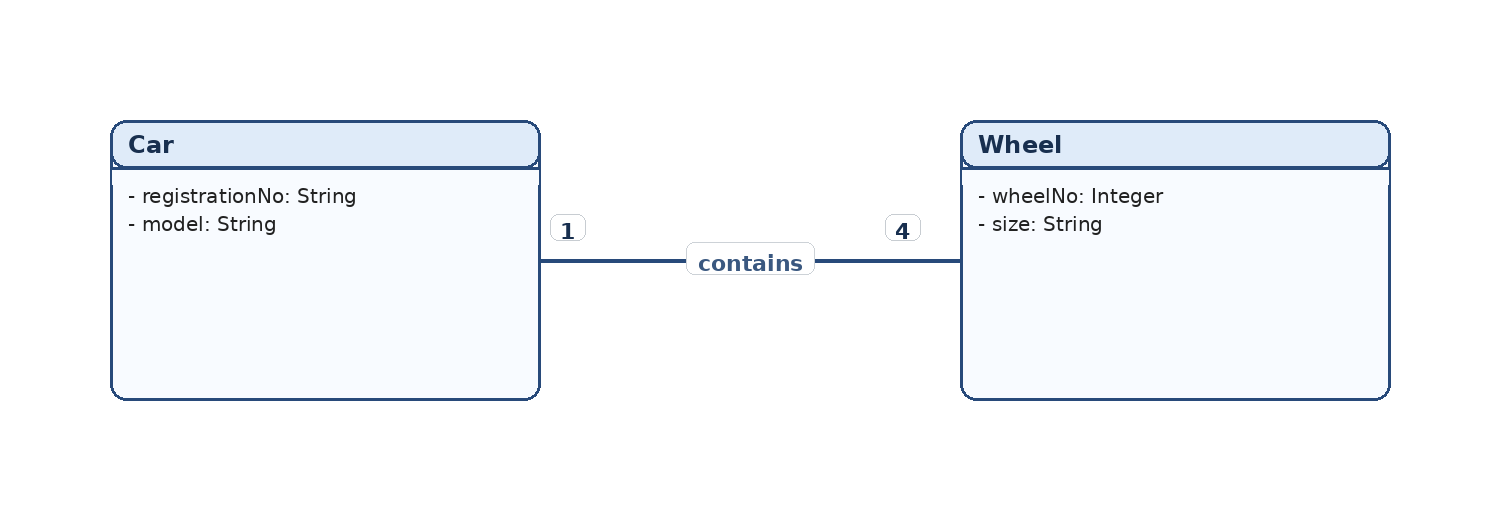 Car
- registrationNo: String
- model: String
1
contains
4
Wheel
- wheelNo: Integer
- size: String